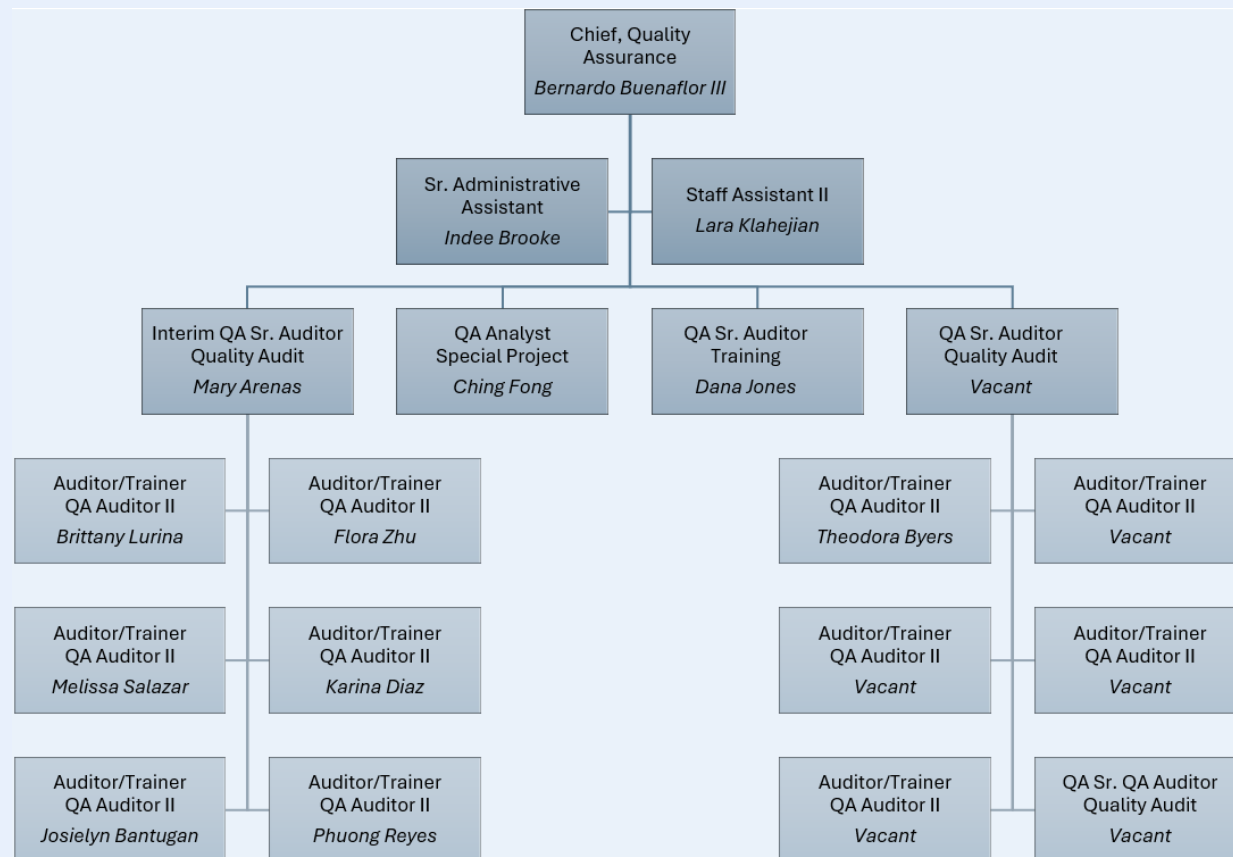 Chief, Quality
Assurance
Bernardo Buenaflor III
Sr. Administrative
Assistant
Indee Brooke
Staff Assistant II
Lara Klahejian
Interim QA Sr. Auditor
Quality Audit
Mary Arenas
QA Analyst
Special Project
Ching Fong
QA Sr. Auditor
Training
Dana Jones
QA Sr. Auditor
Quality Audit
Vacant
Auditor/Trainer
QA Auditor II
Brittany Lurina
Auditor/Trainer
QA Auditor II
Flora Zhu
Auditor/Trainer
QA Auditor II
Theodora Byers
Auditor/Trainer
QA Auditor II
Vacant
Auditor/Trainer
QA Auditor II
Melissa Salazar
Auditor/Trainer
QA Auditor II
Karina Diaz
Auditor/Trainer
QA Auditor II
Vacant
Auditor/Trainer
QA Auditor II
Vacant
Auditor/Trainer
QA Auditor II
Josielyn Bantugan
Auditor/Trainer
QA Auditor II
Phuong Reyes
Auditor/Trainer
QA Auditor II
Vacant
QA Sr. QA Auditor
Quality Audit
Vacant